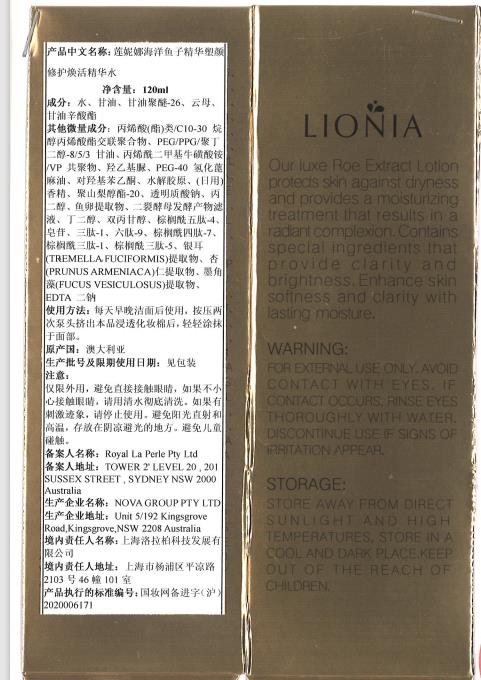 产品中文名称：莲妮娜海洋鱼子精华塑颜
修护焕活精华水
净含量：120ml
成分：水、甘油、甘油聚醚-26、云母、
甘油辛酸酯
其他微量成分：丙烯酸(酯)类/C10-30 烷
醇丙烯酸酯交联聚合物、PEG/PPG/聚丁
二醇-8/5/3 甘油、丙烯酰二甲基牛磺酸铵
/VP 共聚物、羟乙基脲、PEG-40 氢化蓖
麻油、对羟基苯乙酮、水解胶原、(日用)
香精、聚山梨醇酯-20、透明质酸钠、丙
二醇、鱼卵提取物、二裂酵母发酵产物滤
液、丁二醇、双丙甘醇、棕榈酰五肽-4、
皂苷、三肽-1、六肽-9、棕榈酰四肽-7、
棕榈酰三肽-1、棕榈酰三肽-5、银耳
(TREMELLA FUCIFORMIS)提取物、杏
(PRUNUS ARMENIACA)仁提取物、墨角
藻(FUCUS VESICULOSUS)提取物、
EDTA 二钠
使用方法：每天早晚洁面后使用，按压两
次泵头挤出本品浸透化妆棉后，轻轻涂抹
于面部。
原产国：澳大利亚
生产批号及限期使用日期：见包装
注意：
仅限外用，避免直接接触眼睛，如果不小
心接触眼睛，请用清水彻底清洗。如果有
刺激迹象，请停止使用。避免阳光直射和
高温，存放在阴凉避光的地方。避免儿童
碰触。
备案人名称：Royal La Perle Pty Ltd
备案人地址：TOWER 2' LEVEL 20 , 201
SUSSEX STREET , SYDNEY NSW 2000
Australia
生产企业名称：NOVA GROUP PTY LTD
生产企业地址：Unit 5/192 Kingsgrove
Road,Kingsgrove,NSW 2208 Australia
境内责任人名称：上海洛拉柏科技发展有
限公司
境内责任人地址：上海市杨浦区平凉路
2103 号 46 幢 101 室
产品执行的标准编号：国妆网备进字（沪）
2020006171
LIONIA
Our luxe Roe Extract Lotion
protects skin against dryness
and provides a moisturizing
treatment that results in a
radiant complexion. Contains
special ingredients that
provide clarity and
brightness. Enhance skin
softness and clarity with
lasting moisture.
WARNING:
FOR EXTERNAL USE ONLY. AVOID
CONTACT WITH EYES. IF
CONTACT OCCURS, RINSE EYES
THOROUGHLY WITH WATER.
DISCONTINUE USE IF SIGNS OF
IRRITATION APPEAR.
STORAGE:
STORE AWAY FROM DIRECT
SUNLIGHT AND HIGH
TEMPERATURES, STORE IN A
COOL AND DARK PLACE.KEEP
OUT OF THE REACH OF
CHILDREN.